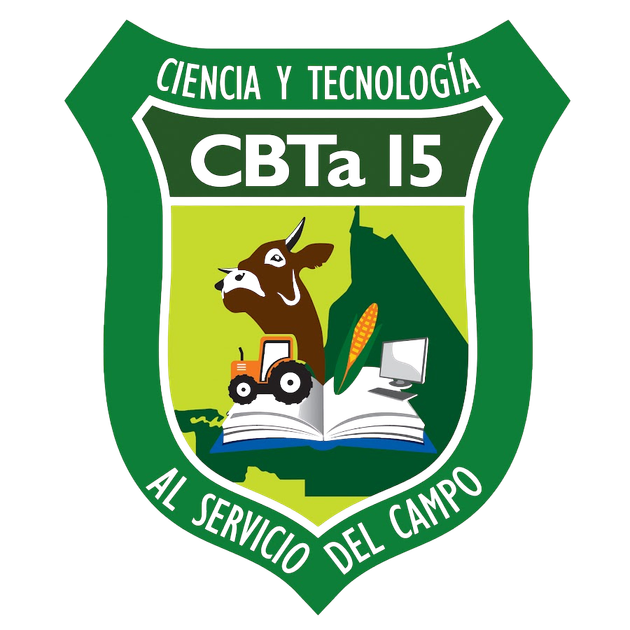 CIENCIA Y TECNOLOGÍA
CBTa 15
AL SERVICIO DEL CAMPO